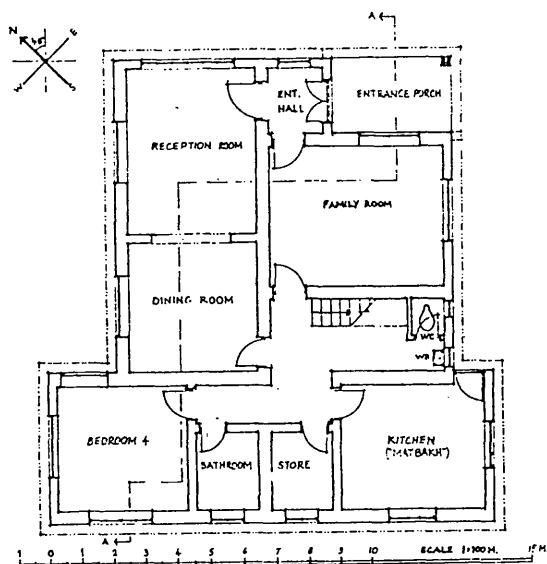 A
N
45°
E
W
S
ENT.
HALL
ENTRANCE PORCH
RECEPTION ROOM
FAMILY ROOM
DINING ROOM
WC
WB
BEDROOM 4
BATHROOM
STORE
KITCHEN
("MATBAKH")
A
1 0 1 2 3 4 5 6 7 8 9 10 SCALE 1:100 M. 15 M